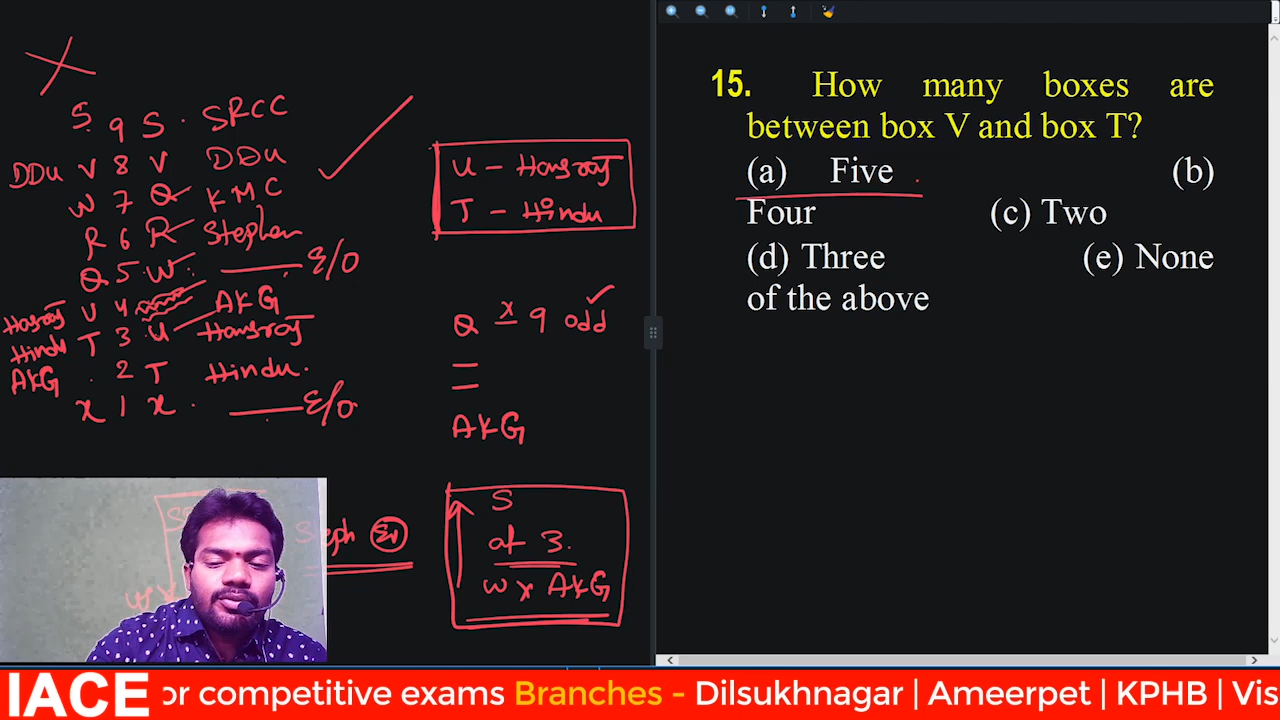 S 9 S · SRCC
DDU V 8 V DDU
W 7 Q KMC
R 6 R Stephen
Q 5 W E/O
Hansraj U 4 AKG
Hindu T 3 U Hansraj
AKG . 2 T Hindu.
X 1 X E/O
U - Hansraj
T - Hindu
Q x 9 odd
AKG
S
at 3.
W x AKG
15. How many boxes are
between box V and box T?
(a) Five (b)
Four (c) Two
(d) Three (e) None
of the above
IACE or competitive exams Branches - Dilsukhnagar | Ameerpet | KPHB | Vis